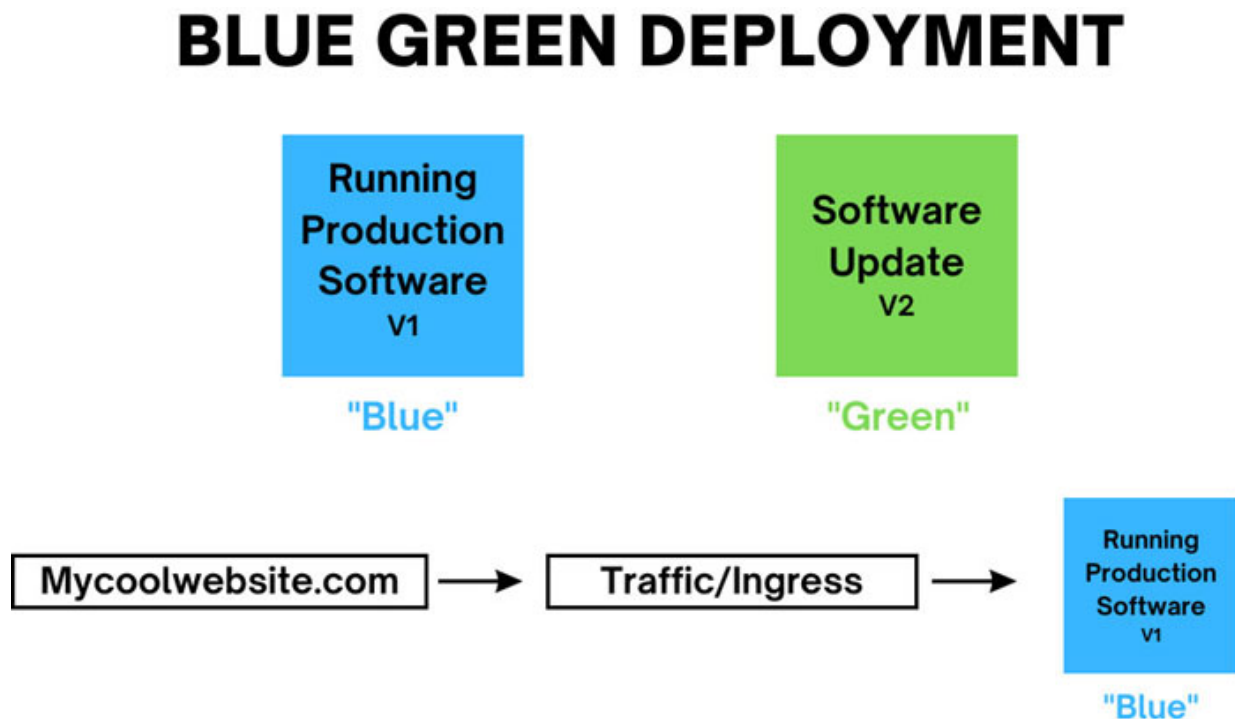 BLUE GREEN DEPLOYMENT
Running
Production
Software
V1
"Blue"
Software
Update
V2
"Green"
Mycoolwebsite.com
Traffic/Ingress
Running
Production
Software
V1
"Blue"